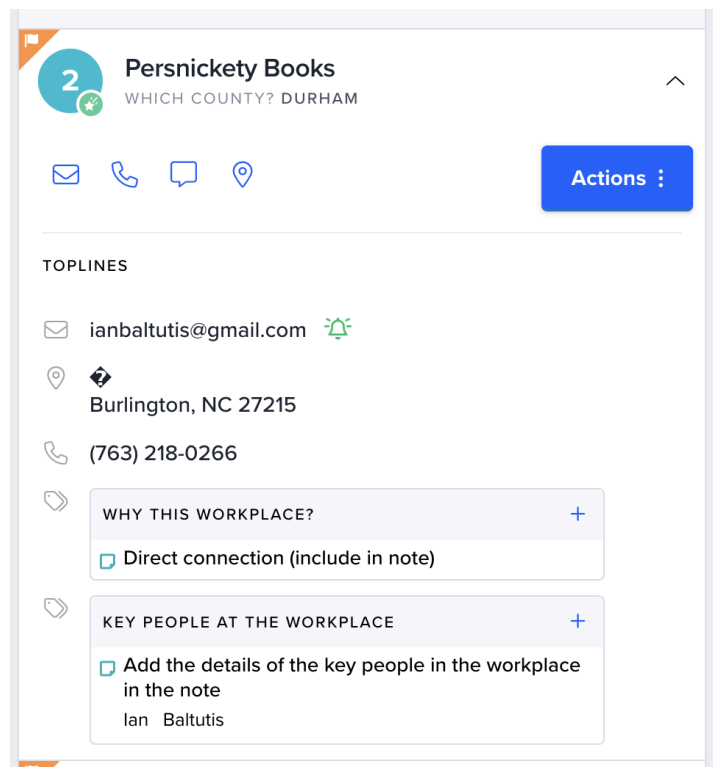 2
Persnickety Books
WHICH COUNTY? DURHAM
Actions
TOPLINES
ianbaltutis@gmail.com
�
Burlington, NC 27215
(763) 218-0266
WHY THIS WORKPLACE?
Direct connection (include in note)
KEY PEOPLE AT THE WORKPLACE
Add the details of the key people in the workplace
in the note
Ian Baltutis